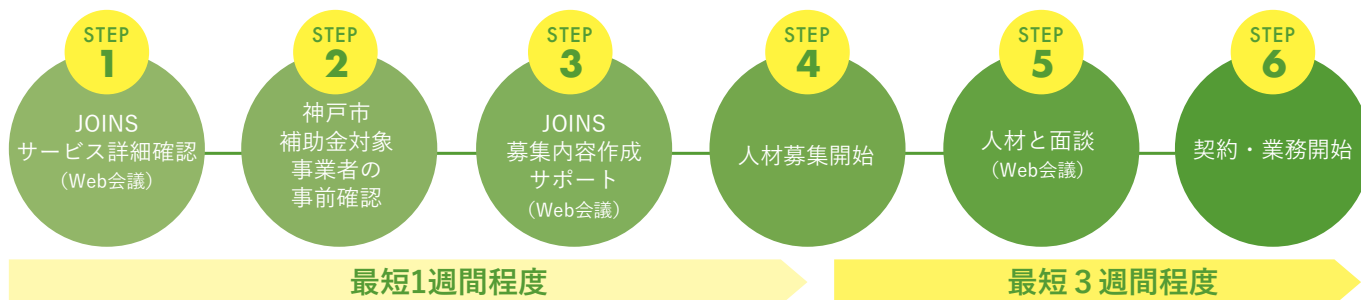 STEP
1
JOINS
サービス詳細確認
（Web会議）
STEP
2
神戸市
補助金対象
事業者の
事前確認
STEP
3
JOINS
募集内容作成
サポート
（Web会議）
STEP
4
人材募集開始
STEP
5
人材と面談
（Web会議）
STEP
6
契約・業務開始
最短1週間程度
最短３週間程度